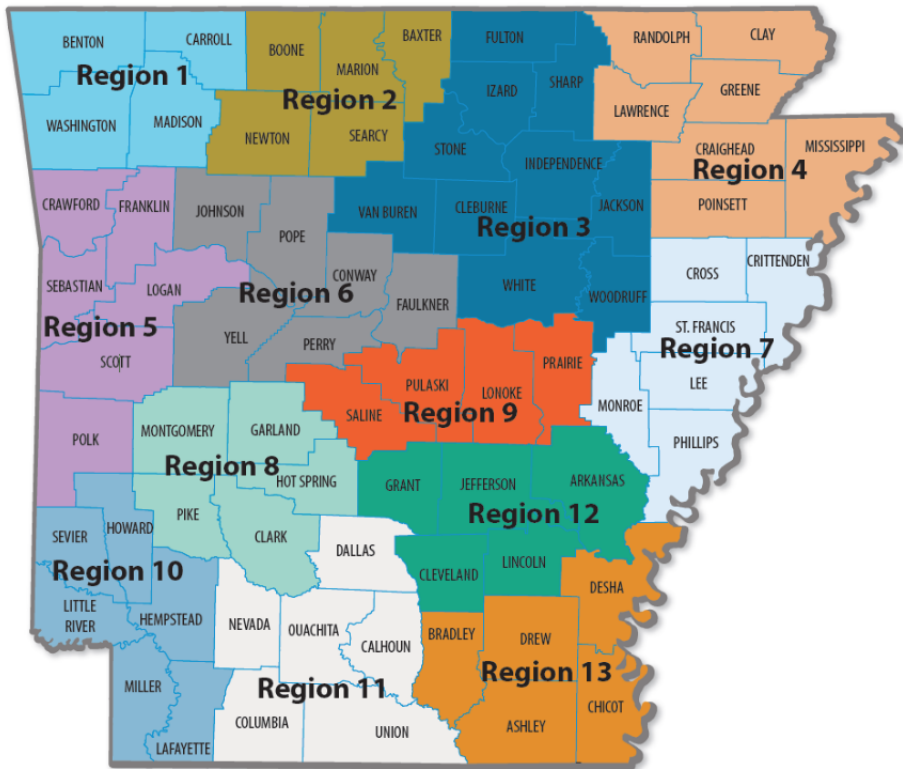 BENTON
CARROLL
Region 1
WASHINGTON
MADISON
BOONE
BAXTER
MARION
Region 2
NEWTON
SEARCY
FULTON
SHARP
IZARD
STONE
INDEPENDENCE
VAN BUREN
CLEBURNE
JACKSON
Region 3
WHITE
WOODRUFF
RANDOLPH
CLAY
GREENE
LAWRENCE
CRAIGHEAD
MISSISSIPPI
Region 4
POINSETT
CRAWFORD
FRANKLIN
SEBASTIAN
LOGAN
Region 5
SCOTT
POLK
JOHNSON
POPE
CONWAY
Region 6
FAULKNER
YELL
PERRY
CROSS
CRITTENDEN
ST. FRANCIS
Region 7
LEE
MONROE
PHILLIPS
MONTGOMERY
GARLAND
Region 8
HOT SPRING
PIKE
CLARK
PRAIRIE
PULASKI
LONOKE
SALINE
Region 9
HOWARD
SEVIER
Region 10
LITTLE
RIVER
HEMPSTEAD
MILLER
LAFAYETTE
DALLAS
NEVADA
OUACHITA
CALHOUN
Region 11
COLUMBIA
UNION
GRANT
JEFFERSON
ARKANSAS
Region 12
CLEVELAND
LINCOLN
DESHA
BRADLEY
DREW
Region 13
CHICOT
ASHLEY